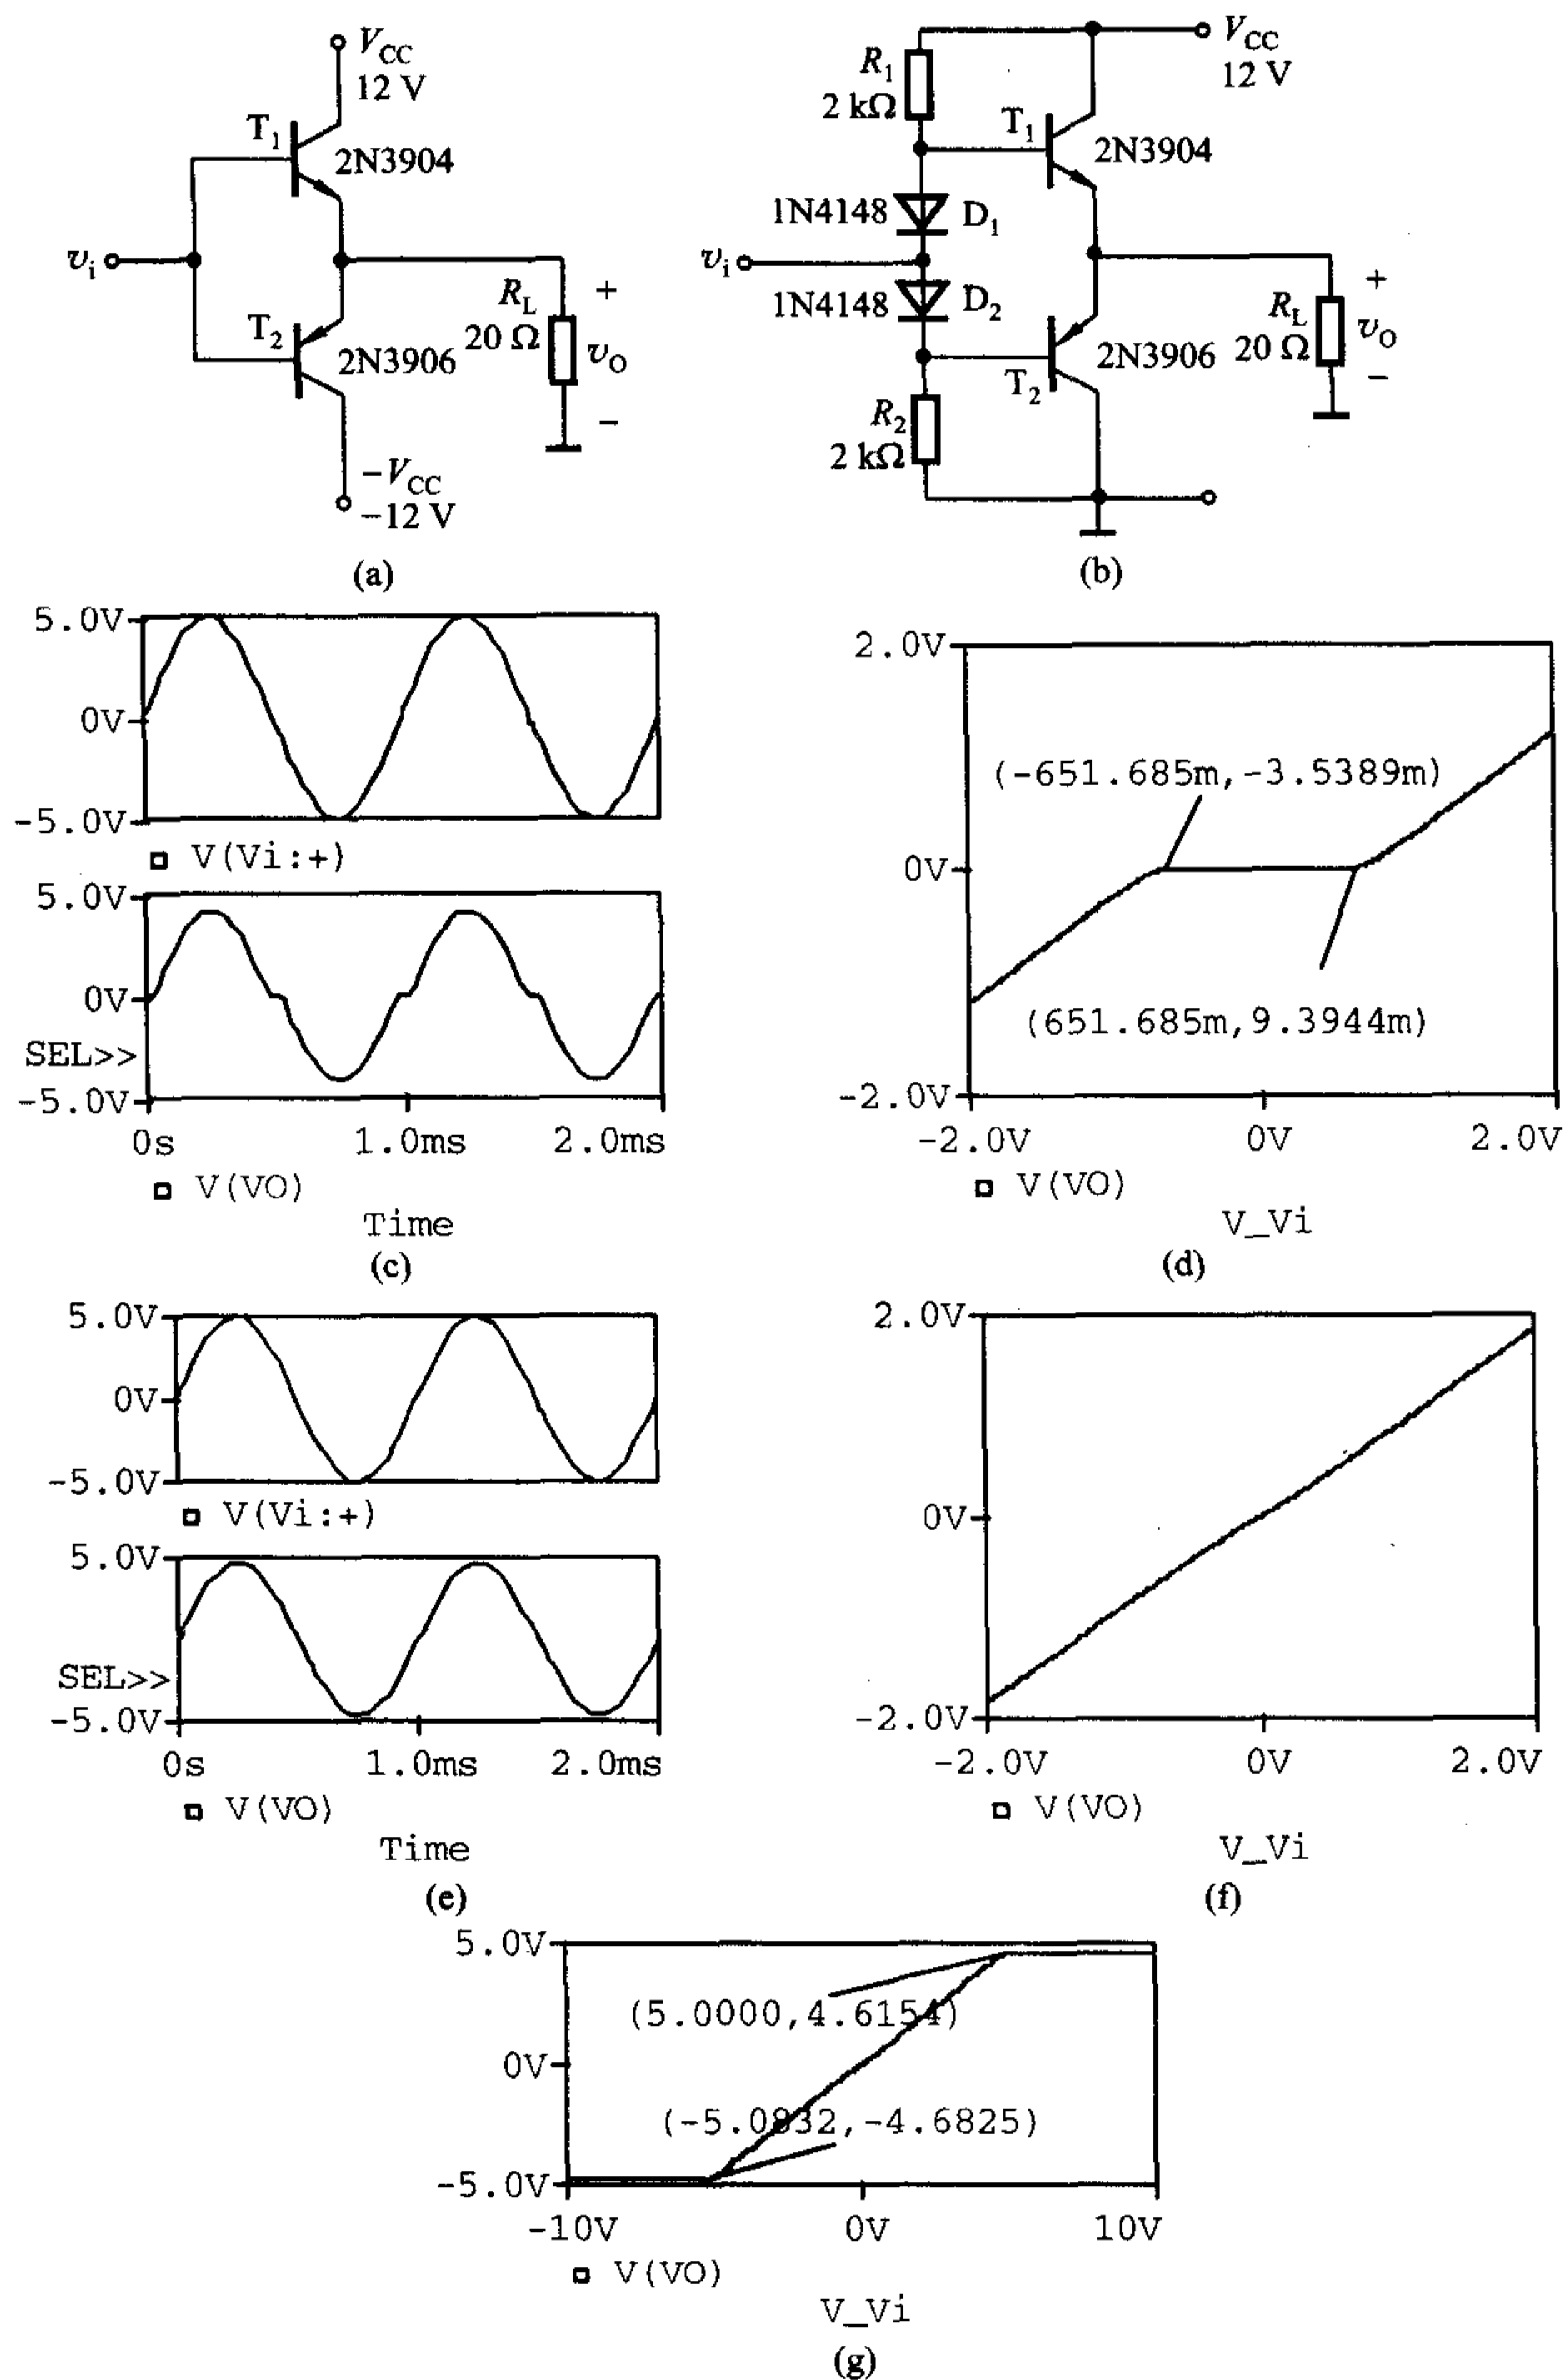 V_CC
12 V
T_1
2N3904
v_i
R_L
20 Ω
+
v_O
−
T_2
2N3906
−V_CC
−12 V
(a)
R_1
2 kΩ
V_CC
12 V
T_1
2N3904
1N4148
D_1
v_i
1N4148
D_2
R_L
20 Ω
+
v_O
−
2N3906
T_2
R_2
2 kΩ
(b)
5.0V
0V
-5.0V
V(Vi:+)
5.0V
0V
SEL>>
-5.0V
0s 1.0ms 2.0ms
V(VO)
Time
(c)
2.0V
(-651.685m,-3.5389m)
0V
(651.685m,9.3944m)
-2.0V
-2.0V 0V 2.0V
V(VO)
V_Vi
(d)
5.0V
0V
-5.0V
V(Vi:+)
5.0V
SEL>>
-5.0V
0s 1.0ms 2.0ms
V(VO)
Time
(e)
2.0V
0V
-2.0V
-2.0V 0V 2.0V
V(VO)
V_Vi
(f)
5.0V
(5.0000,4.6154)
0V
(-5.0832,-4.6825)
-5.0V
-10V 0V 10V
V(VO)
V_Vi
(g)